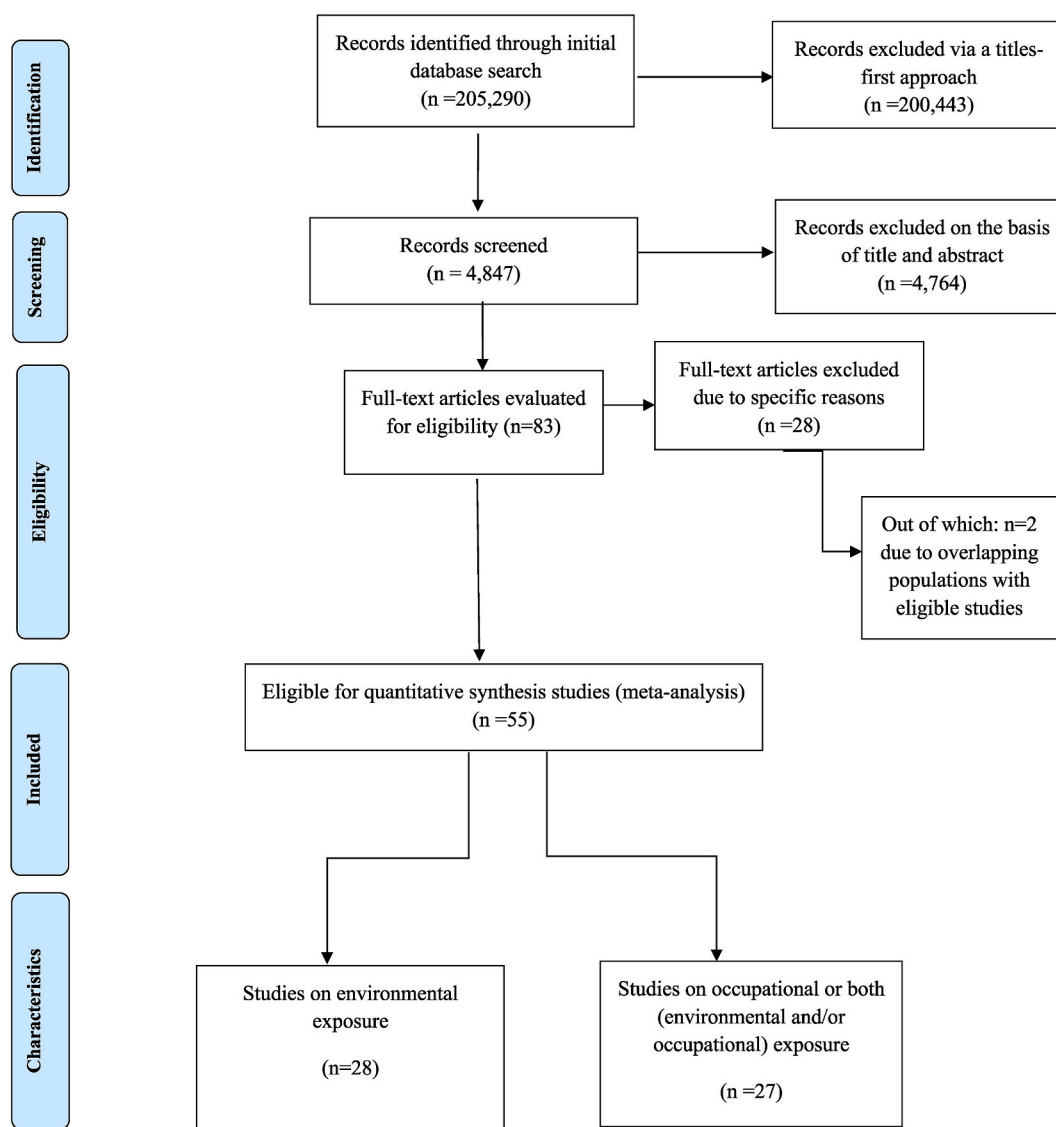 Identification
Records identified through initial
database search
(n =205,290)
Records excluded via a titles-
first approach
(n =200,443)
Screening
Records screened
(n = 4,847)
Records excluded on the basis
of title and abstract
(n =4,764)
Eligibility
Full-text articles evaluated
for eligibility (n=83)
Full-text articles excluded
due to specific reasons
(n =28)
Out of which: n=2
due to overlapping
populations with
eligible studies
Included
Eligible for quantitative synthesis studies (meta-analysis)
(n =55)
Characteristics
Studies on environmental
exposure
(n=28)
Studies on occupational or both
(environmental and/or
occupational) exposure
(n =27)